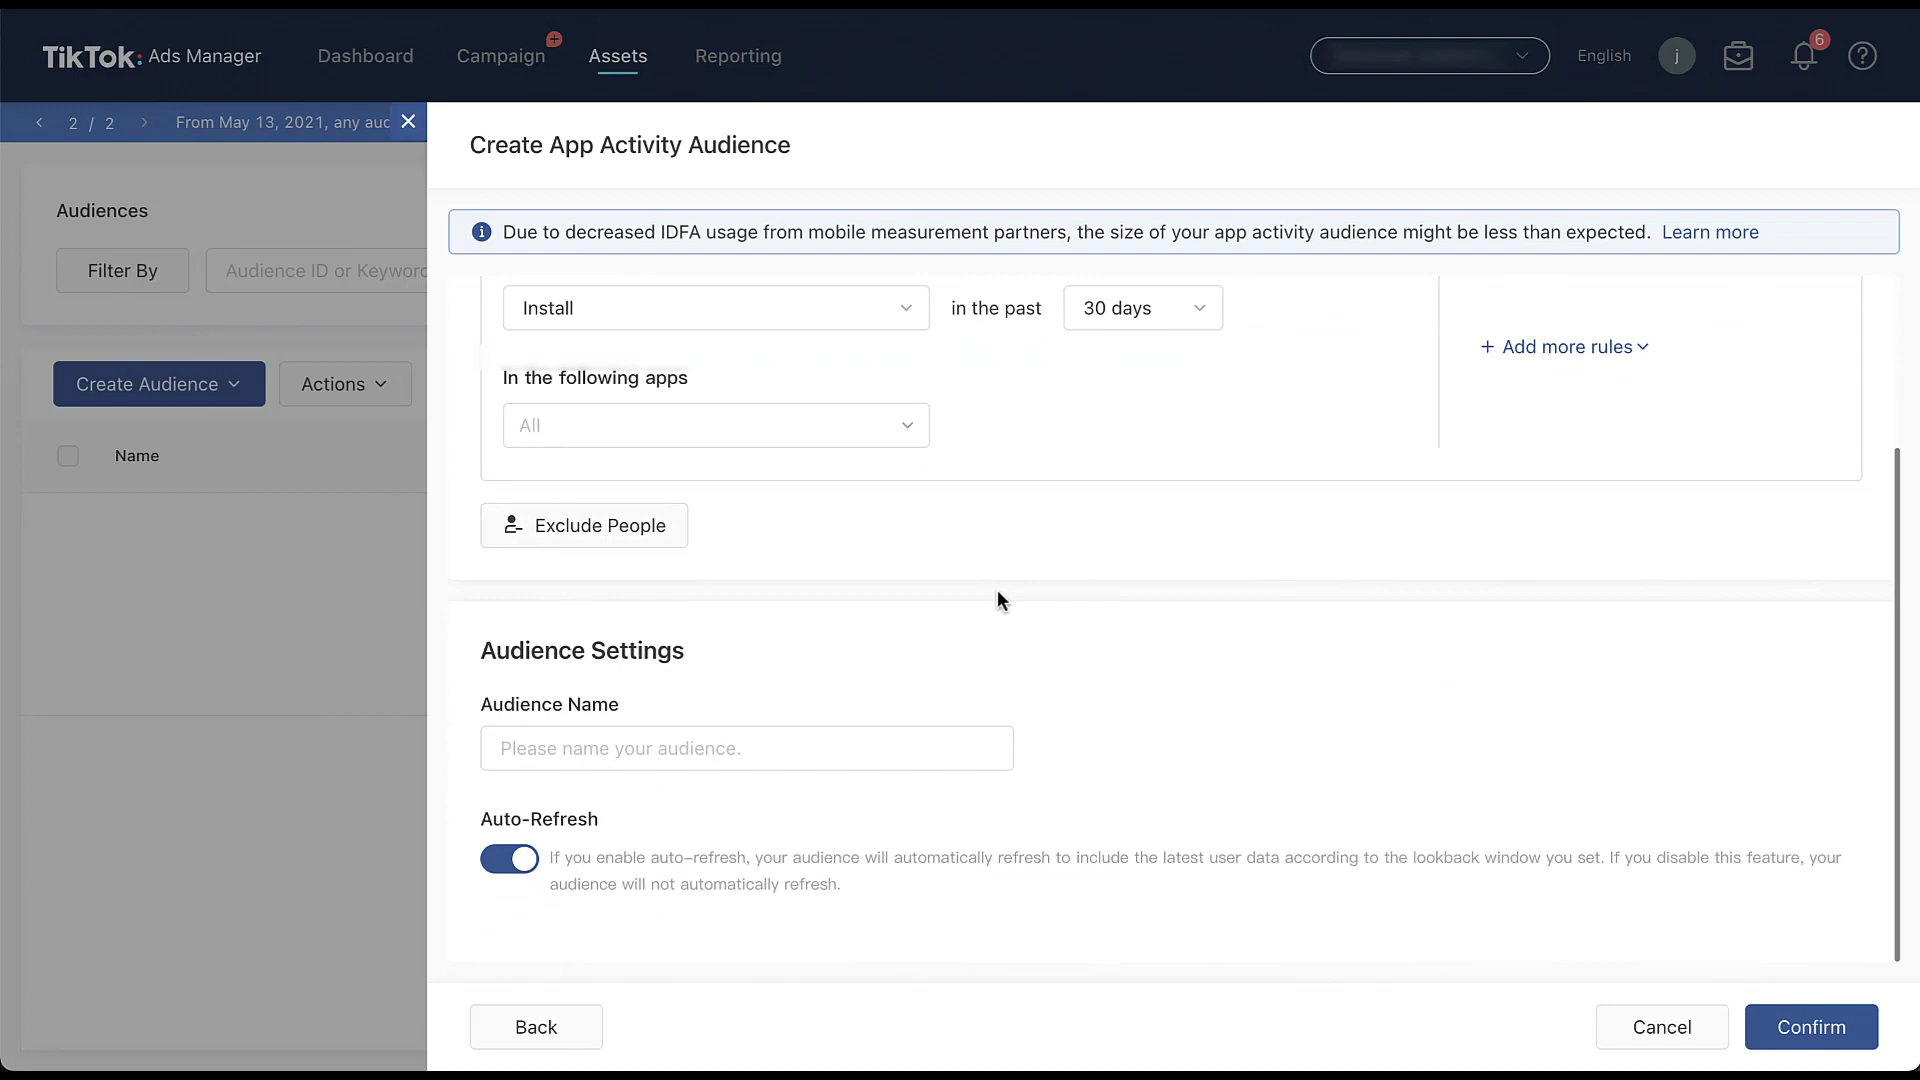 TikTok: Ads Manager
Dashboard
Campaign
+
Assets
Reporting
English
j
6
?
2 / 2
From May 13, 2021, any aud
Create App Activity Audience
Audiences
Filter By
Audience ID or Keyword
Due to decreased IDFA usage from mobile measurement partners, the size of your app activity audience might be less than expected. Learn more
Install
in the past
30 days
+ Add more rules
In the following apps
All
Create Audience
Actions
Name
Exclude People
Audience Settings
Audience Name
Please name your audience.
Auto-Refresh
If you enable auto-refresh, your audience will automatically refresh to include the latest user data according to the lookback window you set. If you disable this feature, your
audience will not automatically refresh.
Back
Cancel
Confirm